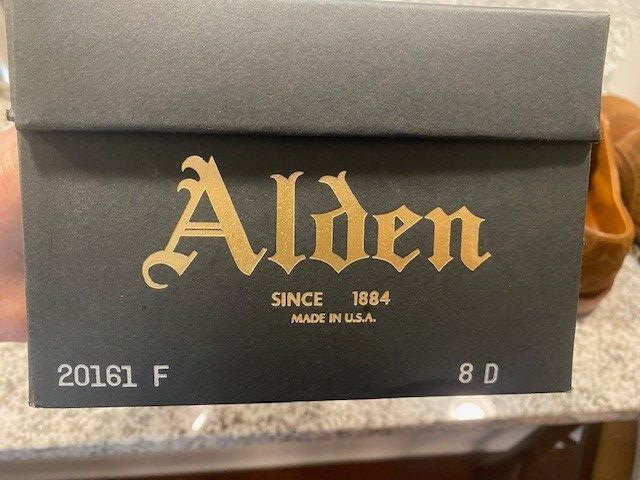 Alden
SINCE 1884
MADE IN U.S.A.
20161 F 8 D